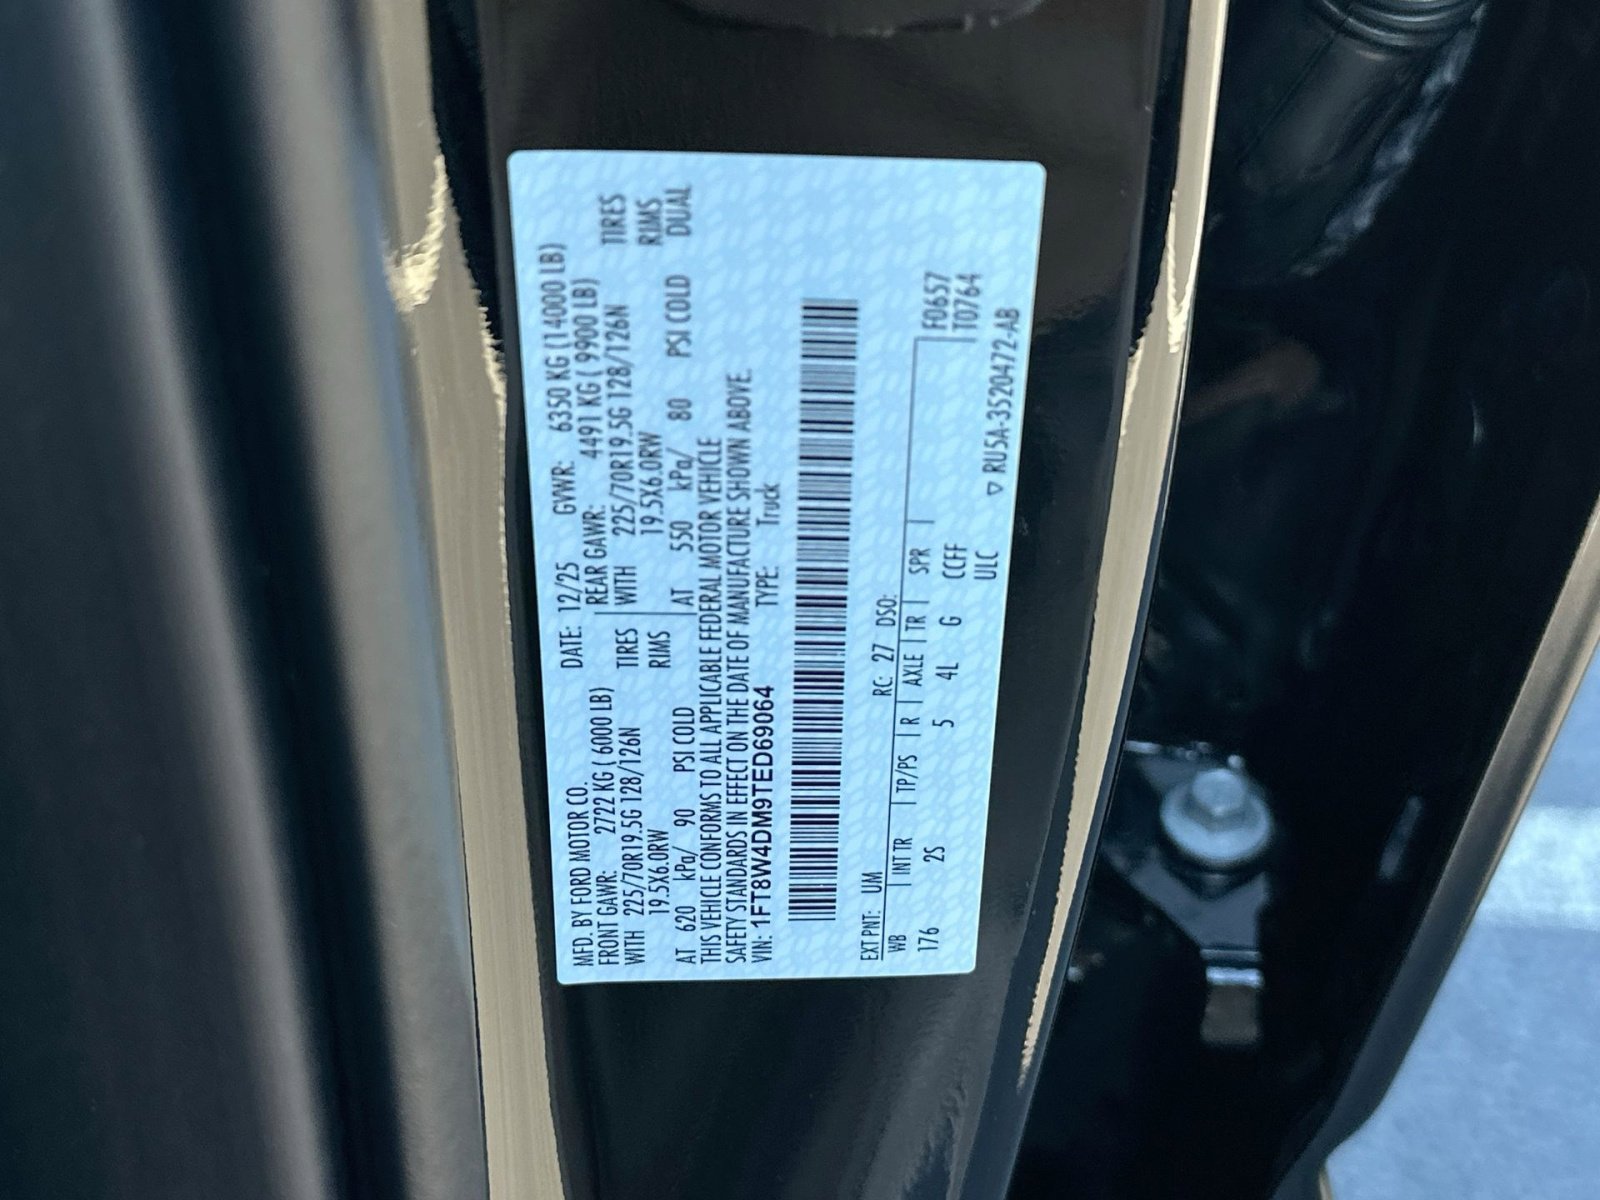 MFD. BY FORD MOTOR CO.
DATE: 12/25 GVWR: 6350 KG (14000 LB)
FRONT GAWR: 2722 KG ( 6000 LB)
REAR GAWR: 4491 KG ( 9900 LB)
WITH 225/70R19.5G 128/126N TIRES
WITH 225/70R19.5G 128/126N TIRES
19.5X6.0RW RIMS
19.5X6.0RW RIMS
AT 620 kPa/ 90 PSI COLD
AT 550 kPa/ 80 PSI COLD DUAL
THIS VEHICLE CONFORMS TO ALL APPLICABLE FEDERAL MOTOR VEHICLE
SAFETY STANDARDS IN EFFECT ON THE DATE OF MANUFACTURE SHOWN ABOVE.
VIN: 1FT8W4DM9TED69064 TYPE: Truck
EXT PNT: UM RC: 27 DSO:
WB INT TR TP/PS R AXLE TR SPR
F0657
176 2S 5 4L G CCFF T0764
ULC
▽ RU5A-3520472-AB